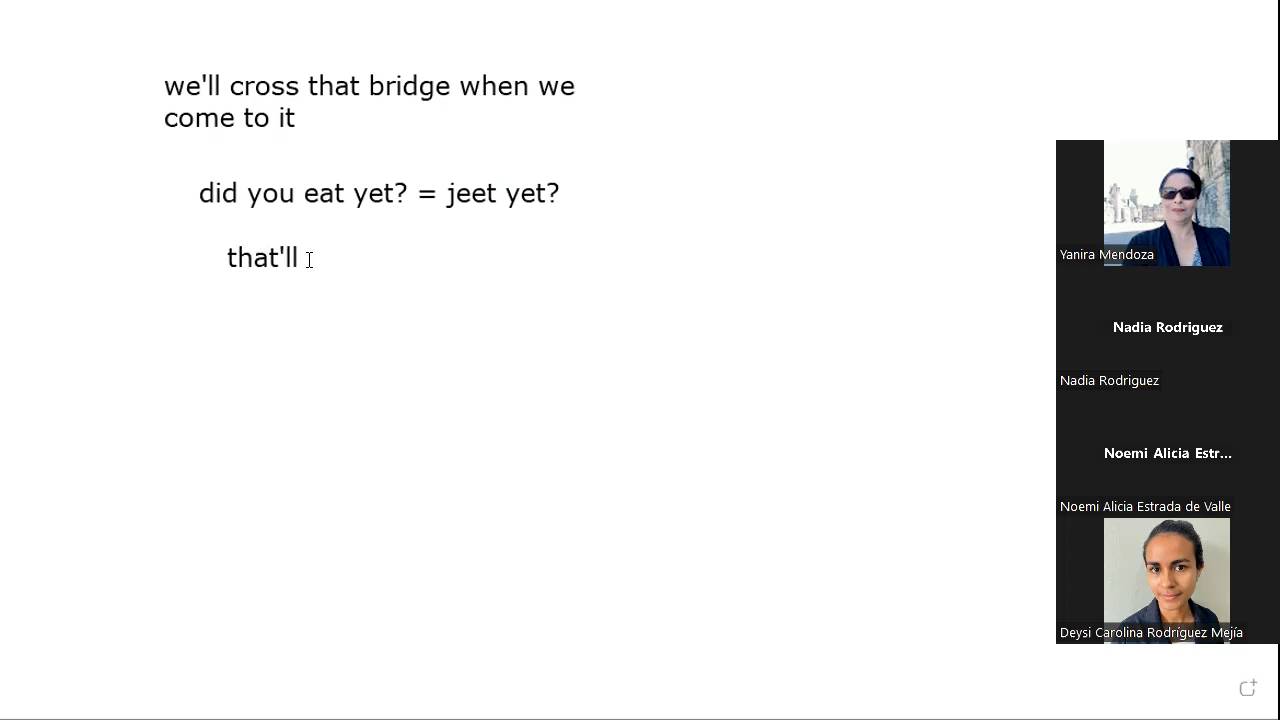 we'll cross that bridge when we
come to it
did you eat yet? = jeet yet?
that'll
Yanira Mendoza
Nadia Rodriguez
Nadia Rodriguez
Noemi Alicia Estr...
Noemi Alicia Estrada de Valle
Deysi Carolina Rodríguez Mejía